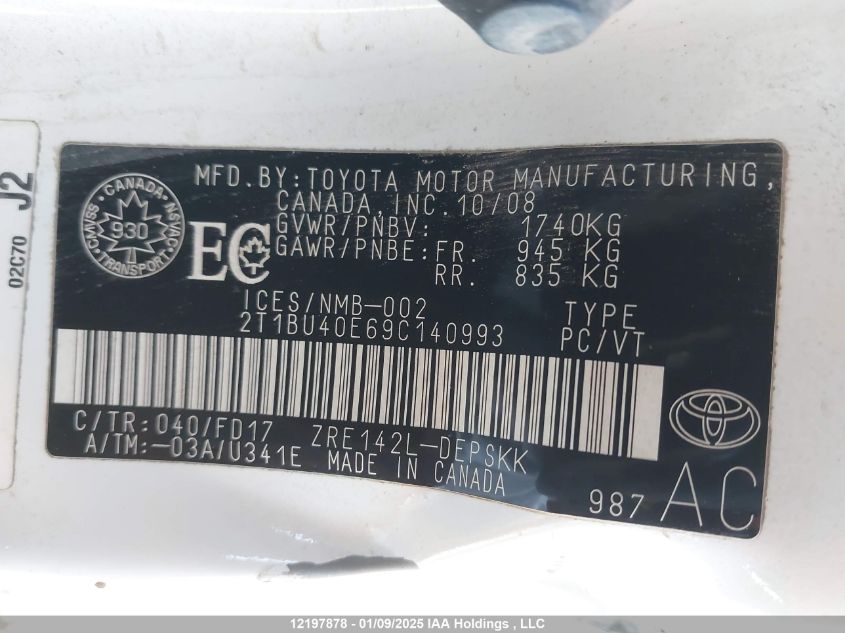 J2
02C70
CANADA
CMVSS
NSVAC
930
TRANSPORT
EC
MFD.BY:TOYOTA MOTOR MANUFACTURING,
CANADA,INC.10/08
GVWR/PNBV: 1740KG
GAWR/PNBE:FR. 945 KG
RR. 835 KG
ICES/NMB-002 TYPE
2T1BU40E69C140993 PC/VT
C/TR:040/FD17 ZRE142L-DEPSKK
A/TM:-03A/U341E MADE IN CANADA
987 AC
12197878 - 01/09/2025 IAA Holdings , LLC